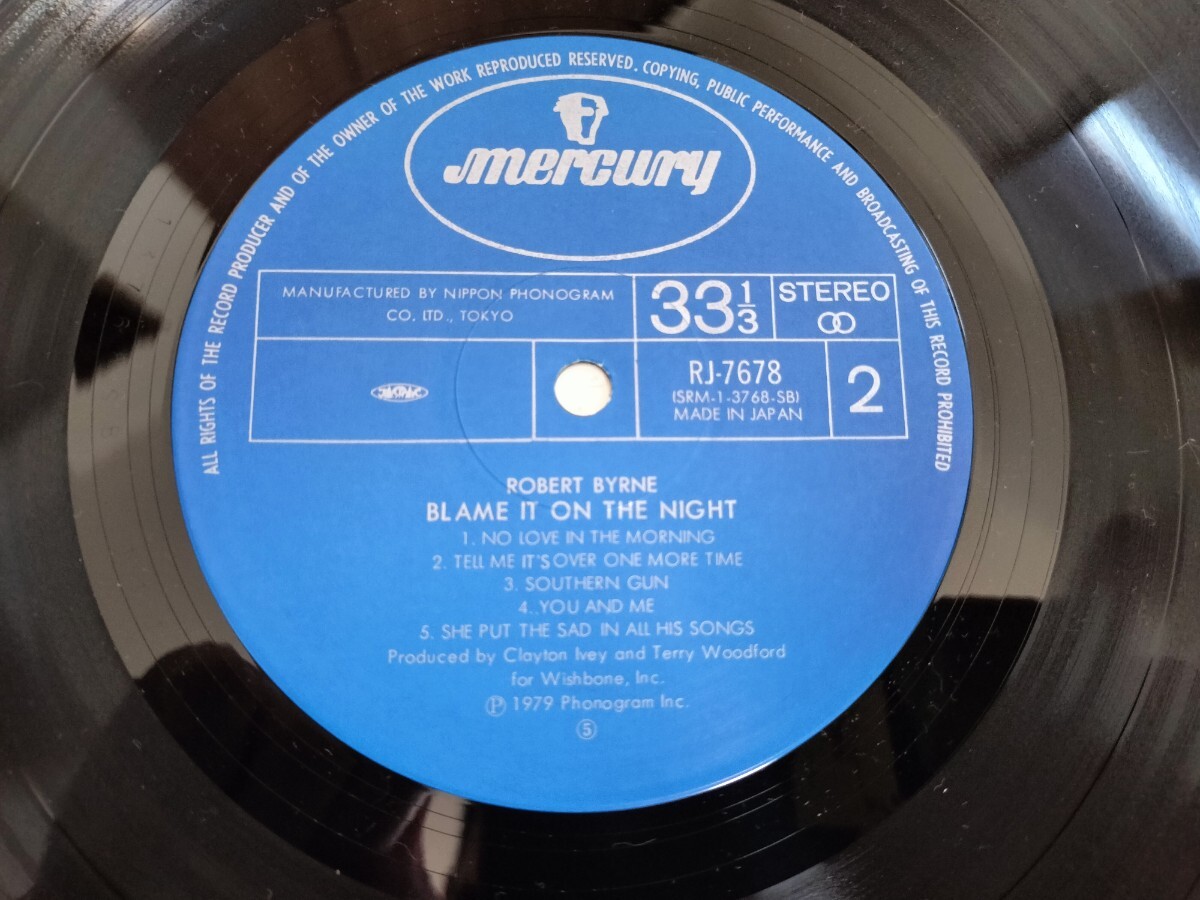 ALL RIGHTS OF THE RECORD PRODUCER AND OF THE OWNER OF THE WORK REPRODUCED RESERVED. COPYING, PUBLIC PERFORMANCE AND BROADCASTING OF THIS RECORD PROHIBITED
mercury
MANUFACTURED BY NIPPON PHONOGRAM
CO. LTD., TOKYO
33 1/3
STEREO
JASRAC
RJ-7678
(SRM-1-3768-SB)
MADE IN JAPAN
2
ROBERT BYRNE
BLAME IT ON THE NIGHT
1. NO LOVE IN THE MORNING
2. TELL ME IT'S OVER ONE MORE TIME
3. SOUTHERN GUN
4. YOU AND ME
5. SHE PUT THE SAD IN ALL HIS SONGS
Produced by Clayton Ivey and Terry Woodford
for Wishbone, Inc.
Ⓟ 1979 Phonogram Inc.
⑤